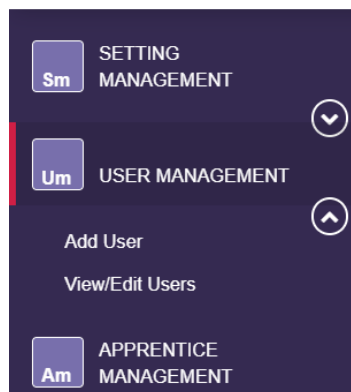 SETTING
Sm MANAGEMENT
Um USER MANAGEMENT
Add User
View/Edit Users
APPRENTICE
Am MANAGEMENT